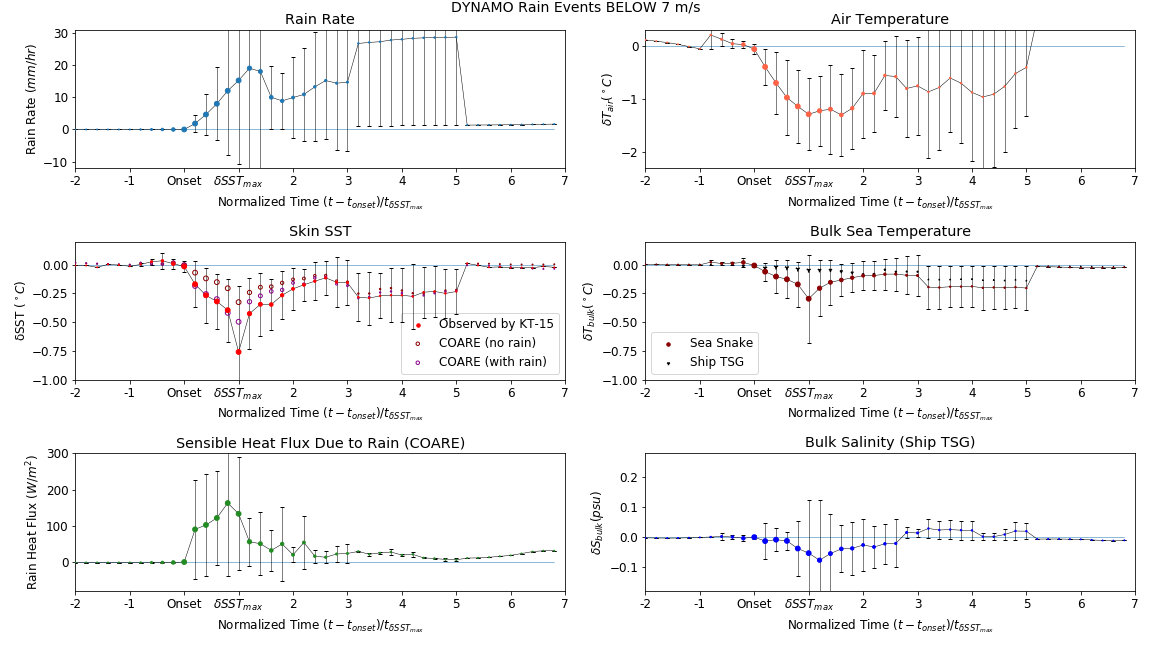 DYNAMO Rain Events BELOW 7 m/s
Rain Rate
Rain Rate (mm/hr)
30
20
10
0
−10
-2 -1 Onset δSST_max 2 3 4 5 6 7
Normalized Time (t − t_onset)/t_δSST_max
Air Temperature
δT_air(°C)
0
−1
−2
-2 -1 Onset δSST_max 2 3 4 5 6 7
Normalized Time (t − t_onset)/t_δSST_max
Skin SST
δSST (°C)
0.00
−0.25
−0.50
−0.75
−1.00
Observed by KT-15
COARE (no rain)
COARE (with rain)
-2 -1 Onset δSST_max 2 3 4 5 6 7
Normalized Time (t − t_onset)/t_δSST_max
Bulk Sea Temperature
δT_bulk(°C)
0.00
−0.25
−0.50
−0.75
−1.00
Sea Snake
Ship TSG
-2 -1 Onset δSST_max 2 3 4 5 6 7
Normalized Time (t − t_onset)/t_δSST_max
Sensible Heat Flux Due to Rain (COARE)
Rain Heat Flux (W/m²)
300
200
100
0
-2 -1 Onset δSST_max 2 3 4 5 6 7
Normalized Time (t − t_onset)/t_δSST_max
Bulk Salinity (Ship TSG)
δS_bulk(psu)
0.2
0.1
0.0
−0.1
-2 -1 Onset δSST_max 2 3 4 5 6 7
Normalized Time (t − t_onset)/t_δSST_max